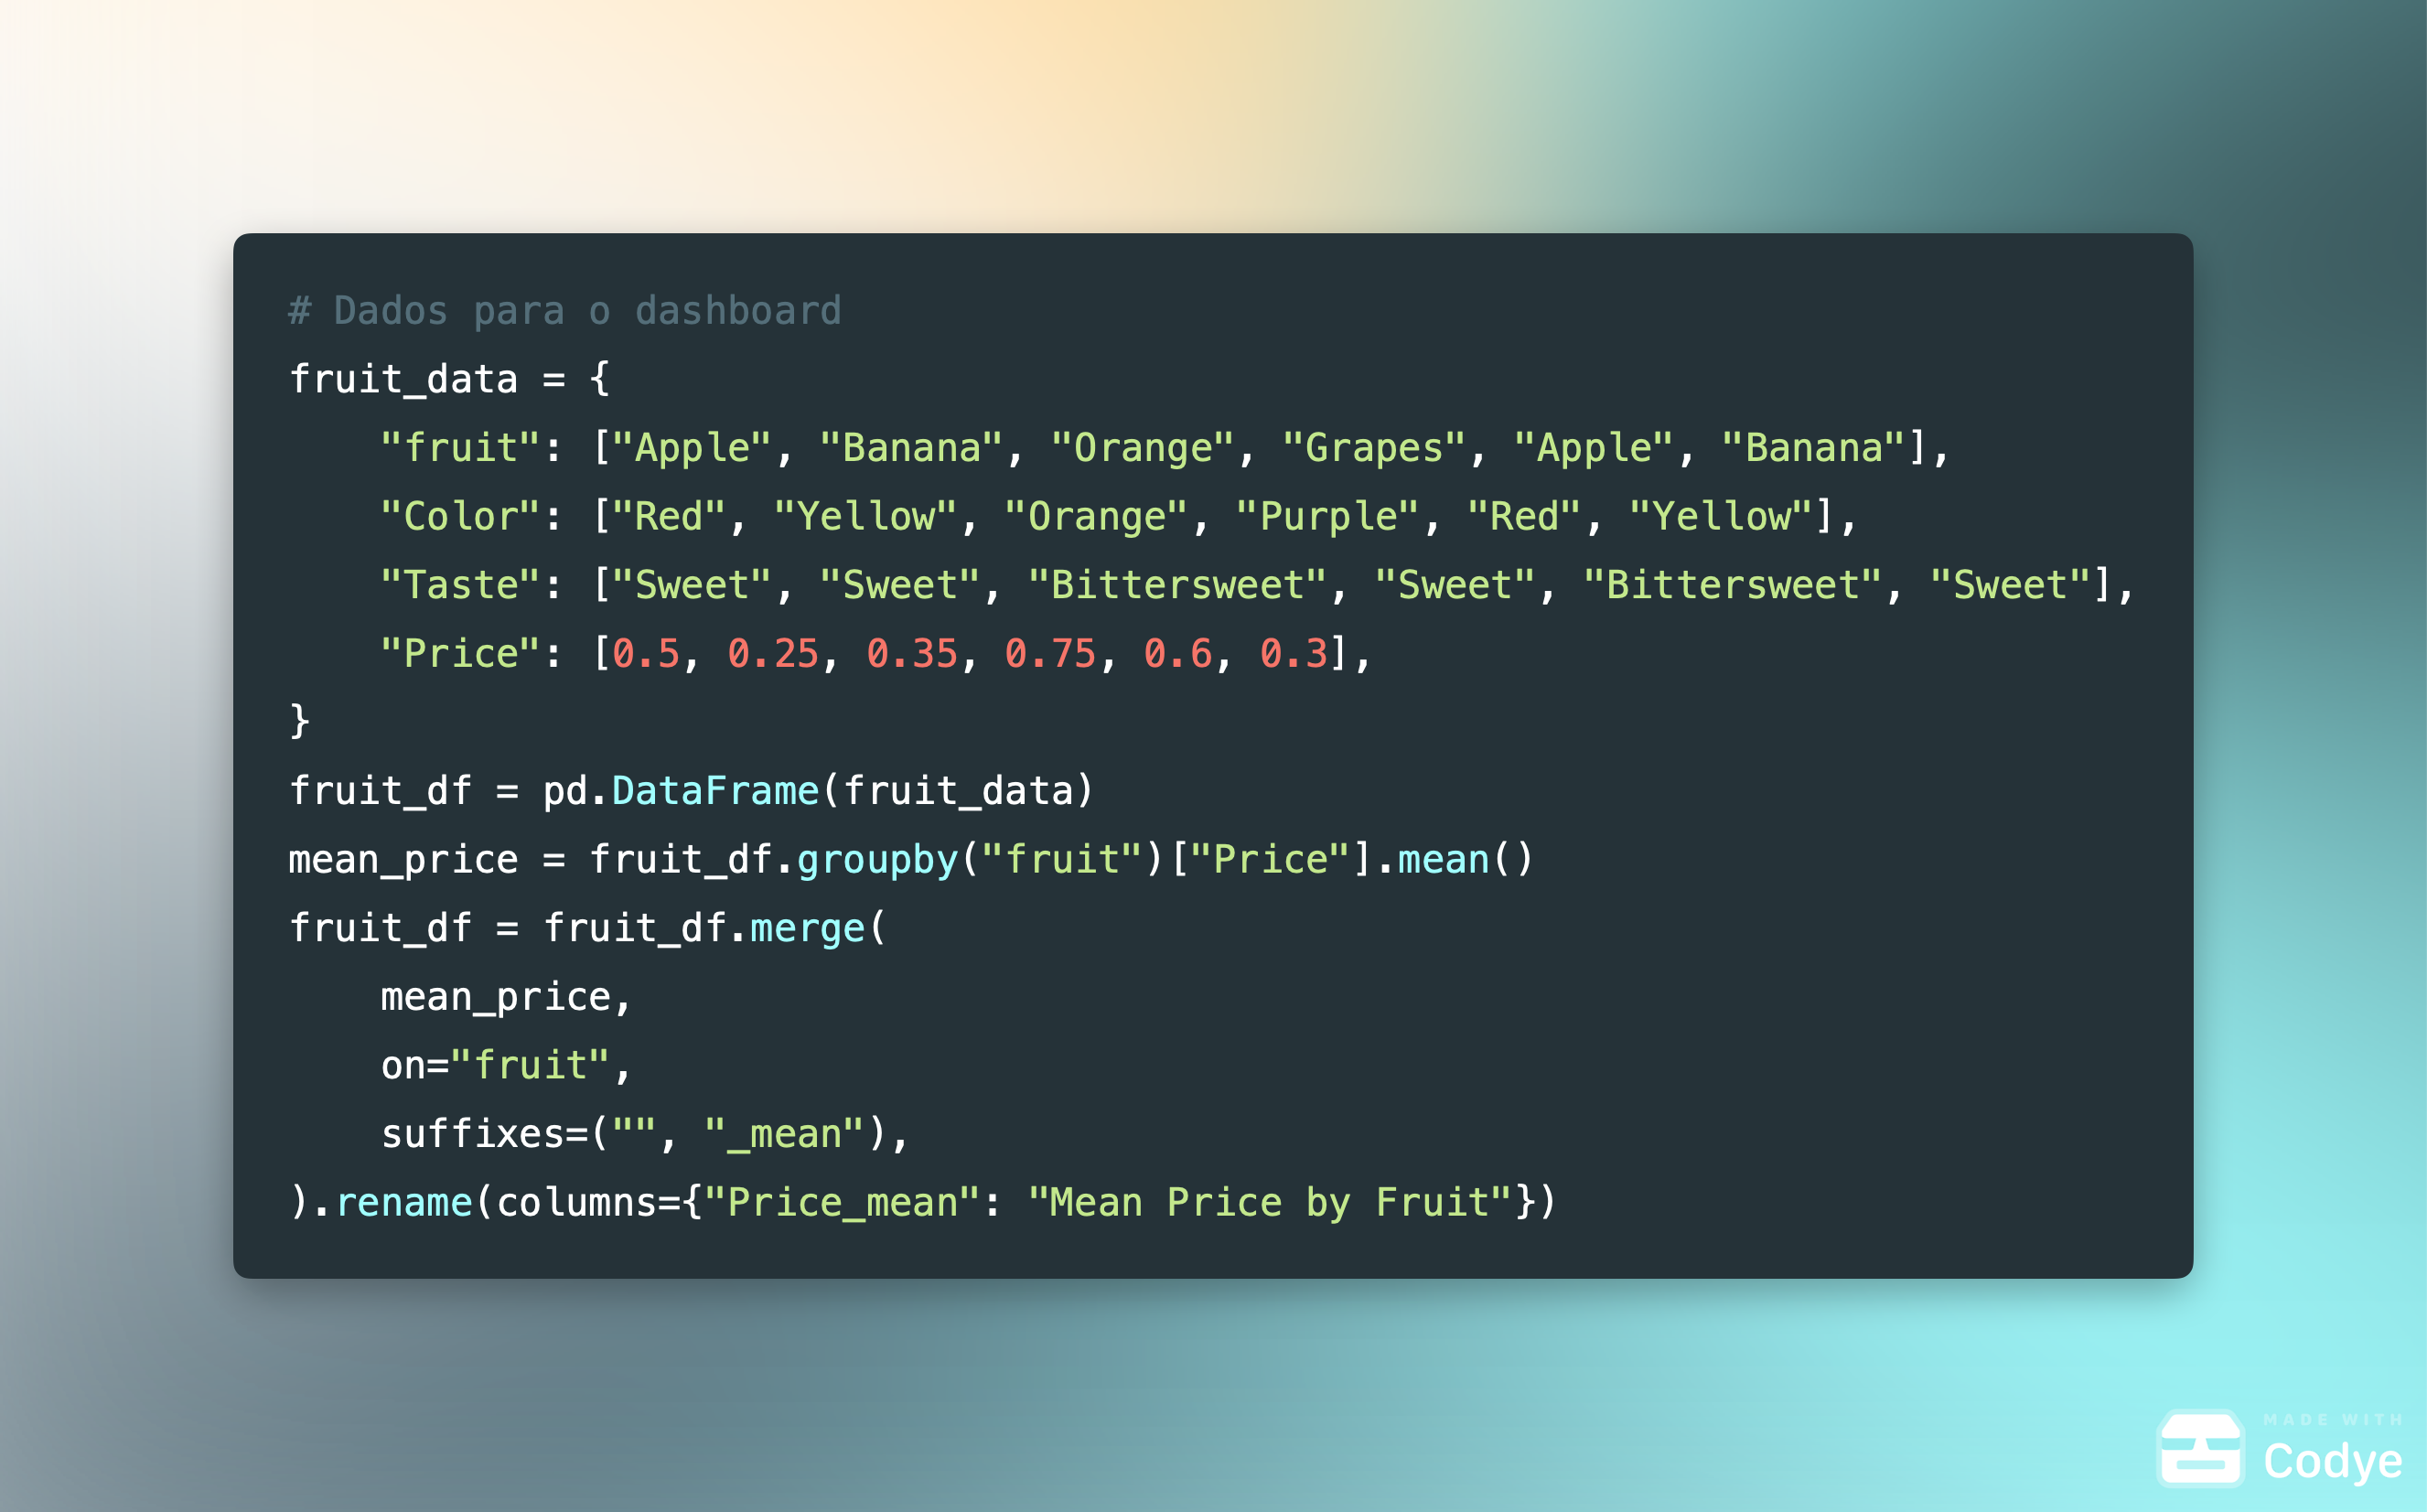 # Dados para o dashboard
fruit_data = {
    "fruit": ["Apple", "Banana", "Orange", "Grapes", "Apple", "Banana"],
    "Color": ["Red", "Yellow", "Orange", "Purple", "Red", "Yellow"],
    "Taste": ["Sweet", "Sweet", "Bittersweet", "Sweet", "Bittersweet", "Sweet"],
    "Price": [0.5, 0.25, 0.35, 0.75, 0.6, 0.3],
}
fruit_df = pd.DataFrame(fruit_data)
mean_price = fruit_df.groupby("fruit")["Price"].mean()
fruit_df = fruit_df.merge(
    mean_price,
    on="fruit",
    suffixes=("", "_mean"),
).rename(columns={"Price_mean": "Mean Price by Fruit"})
MADE WITH
Codye